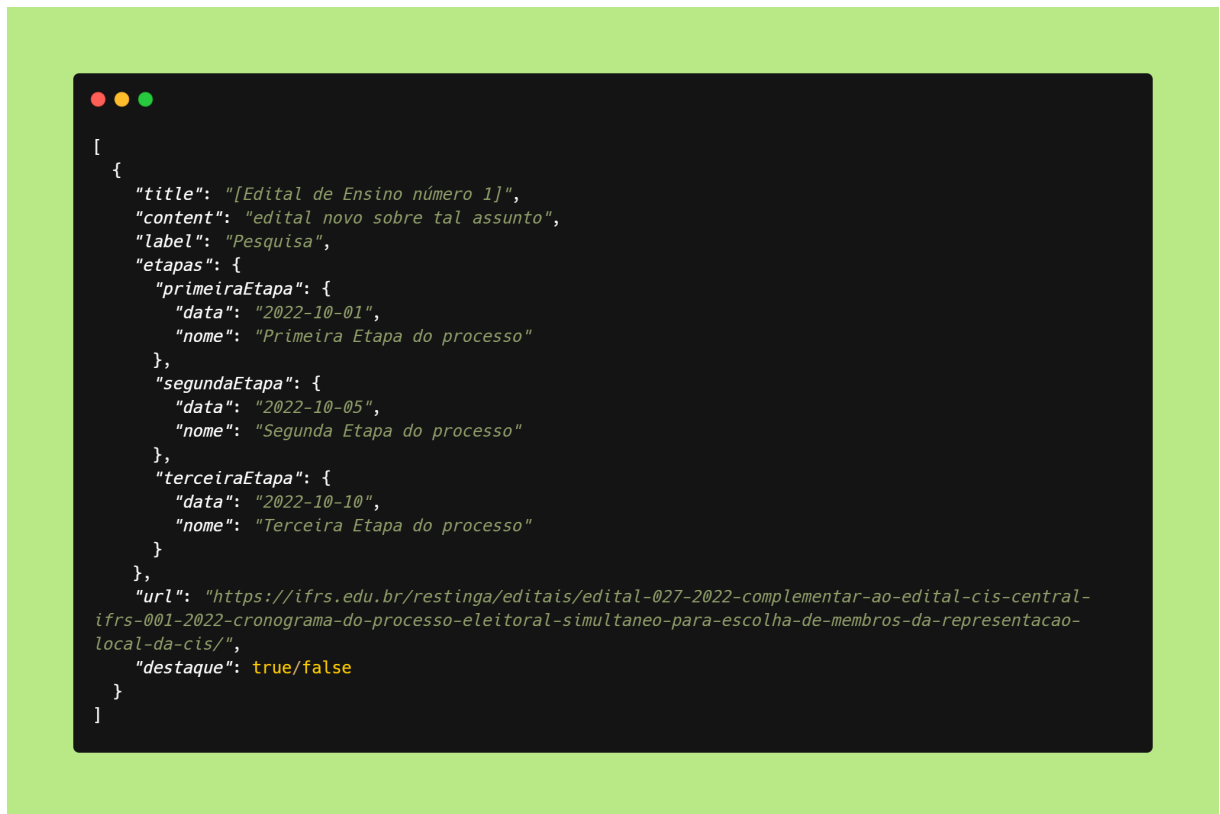 [
  {
    "title": "[Edital de Ensino número 1]",
    "content": "edital novo sobre tal assunto",
    "label": "Pesquisa",
    "etapas": {
      "primeiraEtapa": {
        "data": "2022-10-01",
        "nome": "Primeira Etapa do processo"
      },
      "segundaEtapa": {
        "data": "2022-10-05",
        "nome": "Segunda Etapa do processo"
      },
      "terceiraEtapa": {
        "data": "2022-10-10",
        "nome": "Terceira Etapa do processo"
      }
    },
    "url": "https://ifrs.edu.br/restinga/editais/edital-027-2022-complementar-ao-edital-cis-central-
ifrs-001-2022-cronograma-do-processo-eleitoral-simultaneo-para-escolha-de-membros-da-representacao-
local-da-cis/",
    "destaque": true/false
  }
]